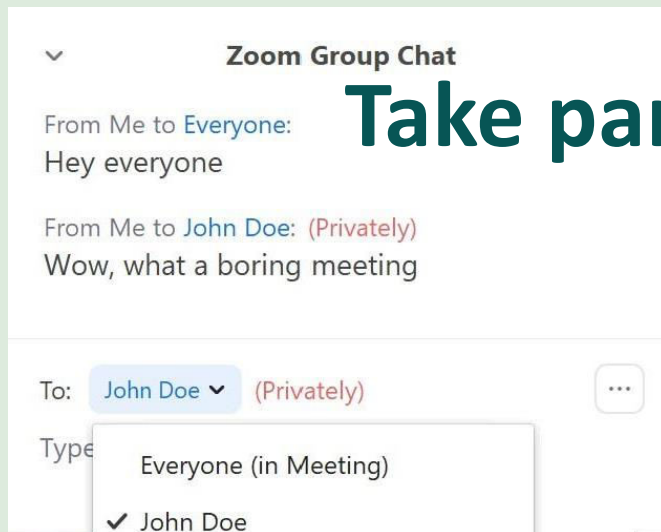 Zoom Group Chat
Take par
From Me to Everyone:
Hey everyone
From Me to John Doe: (Privately)
Wow, what a boring meeting
To: John Doe (Privately)
Type
Everyone (in Meeting)
John Doe